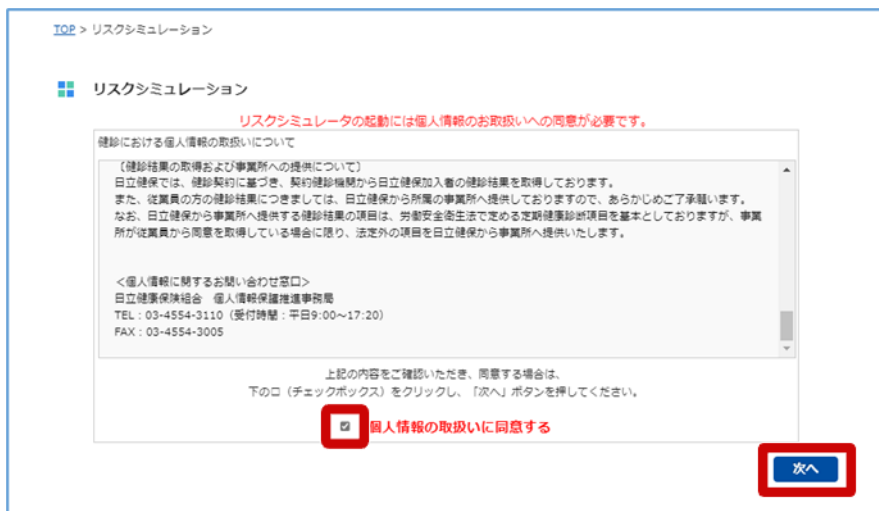 TOP > リスクシミュレーション
リスクシミュレーション
リスクシミュレータの起動には個人情報のお取扱いへの同意が必要です。
健診における個人情報の取扱いについて
〔健診結果の取得および事業所への提供について〕
日立健保では、健診契約に基づき、契約健診機関から日立健保加入者の健診結果を取得しております。
また、従業員の方の健診結果につきましては、日立健保から所属の事業所へ提供しておりますので、あらかじめご了承願います。
なお、日立健保から事業所へ提供する健診結果の項目は、労働安全衛生法で定める定期健康診断項目を基本としておりますが、事業
所が従業員から同意を取得している場合に限り、法定外の項目を日立健保から事業所へ提供いたします。
＜個人情報に関するお問い合わせ窓口＞
日立健康保険組合　個人情報保護推進事務局
TEL：03-4554-3110（受付時間：平日9:00～17:20）
FAX：03-4554-3005
上記の内容をご確認いただき、同意する場合は、
下の□（チェックボックス）をクリックし、「次へ」ボタンを押してください。
個人情報の取扱いに同意する
次へ